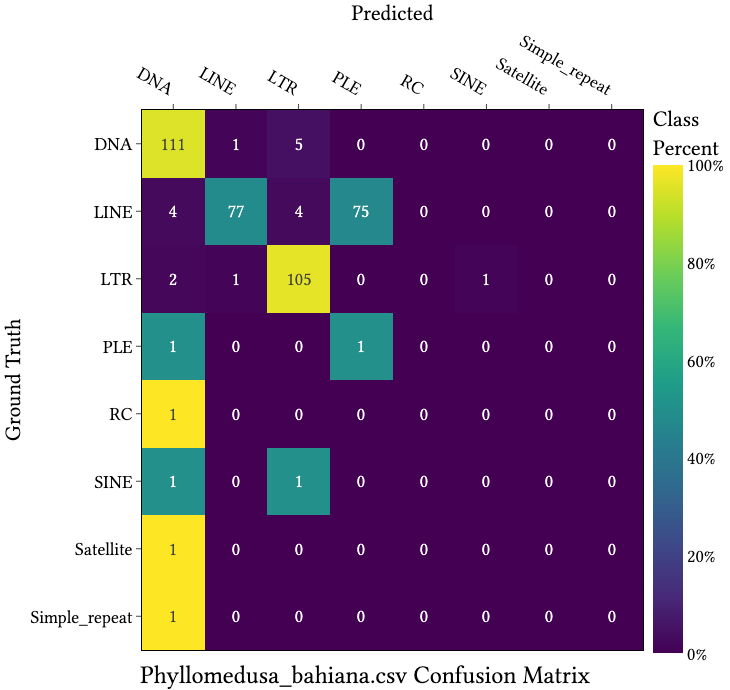 Predicted
DNA LINE LTR PLE RC SINE Satellite Simple_repeat
Class
Percent
Ground Truth
DNA 111 1 5 0 0 0 0 0
LINE 4 77 4 75 0 0 0 0
LTR 2 1 105 0 0 1 0 0
PLE 1 0 0 1 0 0 0 0
RC 1 0 0 0 0 0 0 0
SINE 1 0 1 0 0 0 0 0
Satellite 1 0 0 0 0 0 0 0
Simple_repeat 1 0 0 0 0 0 0 0
100%
80%
60%
40%
20%
0%
Phyllomedusa_bahiana.csv Confusion Matrix